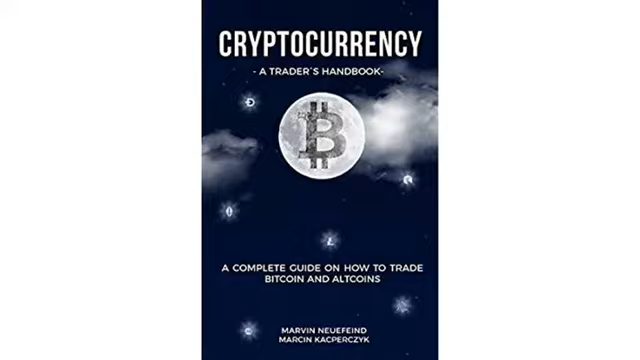 CRYPTOCURRENCY
- A TRADER'S HANDBOOK-
A COMPLETE GUIDE ON HOW TO TRADE
BITCOIN AND ALTCOINS
MARVIN NEUEFEIND
MARCIN KACPERCZYK